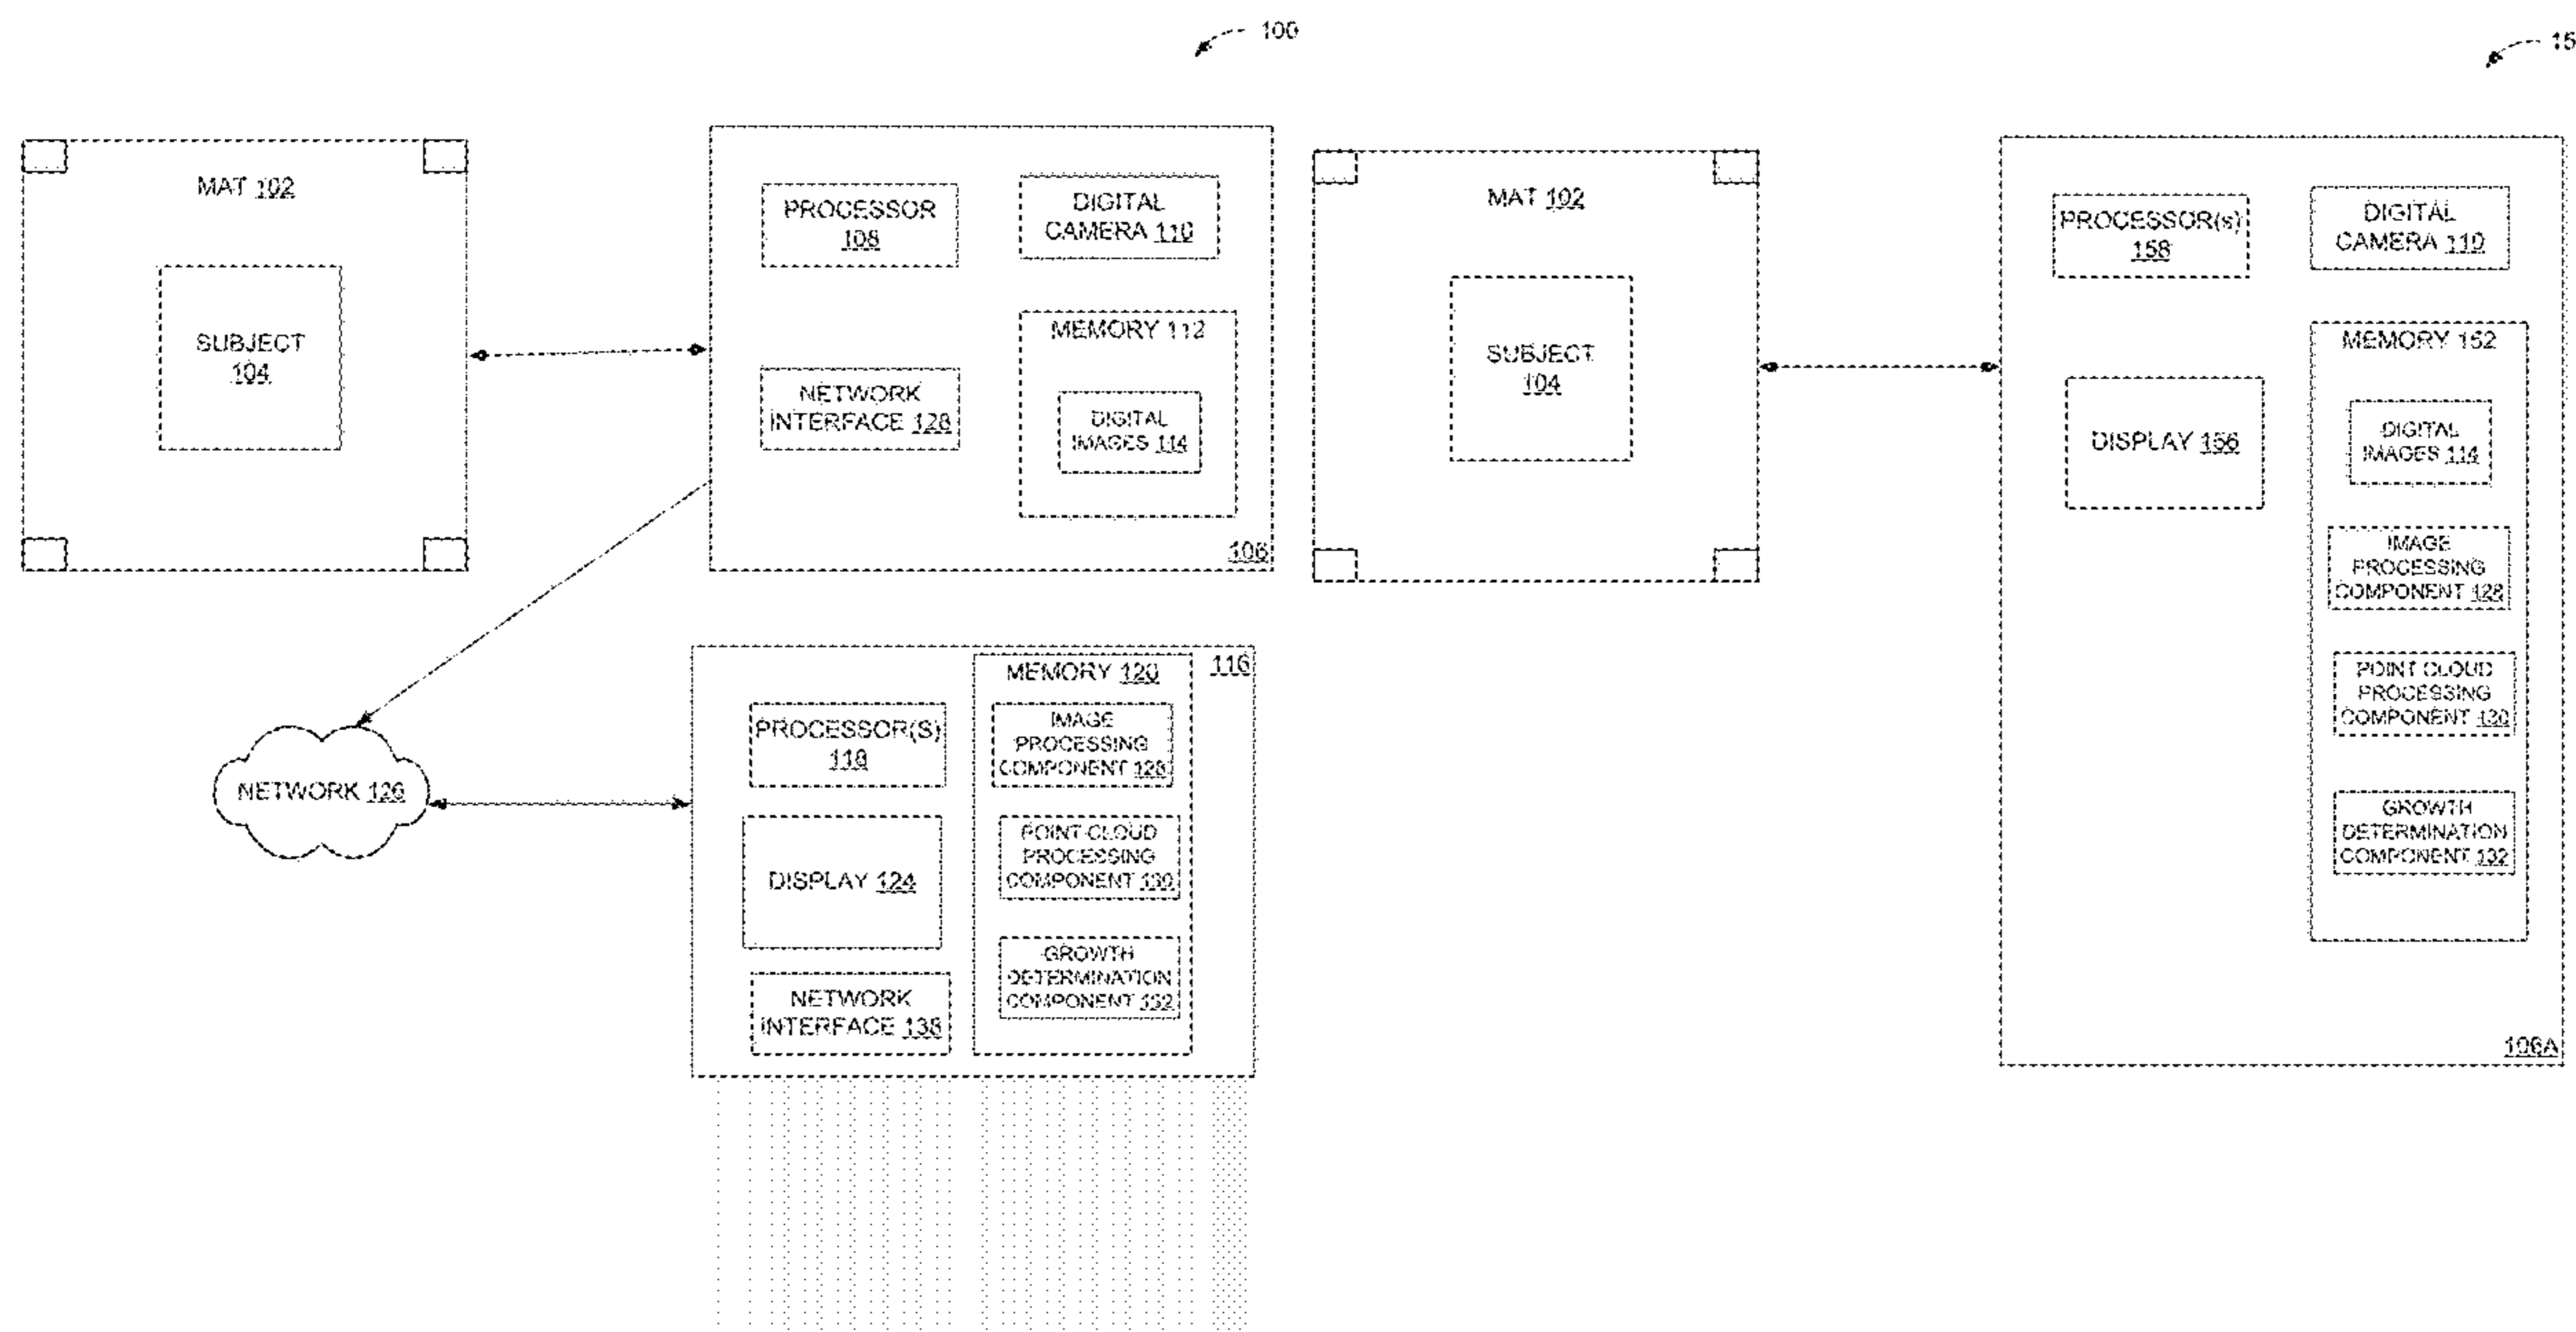 100
MAT 102
SUBJECT
104
PROCESSOR
108
DIGITAL
CAMERA 110
NETWORK
INTERFACE 128
MEMORY 112
DIGITAL
IMAGES 114
106
NETWORK 126
116
PROCESSOR(S)
118
DISPLAY 124
NETWORK
INTERFACE 138
MEMORY 120
IMAGE
PROCESSING
COMPONENT 128
POINT CLOUD
PROCESSING
COMPONENT 130
GROWTH
DETERMINATION
COMPONENT 132
15
MAT 102
SUBJECT
104
PROCESSOR(s)
158
DIGITAL
CAMERA 110
DISPLAY 156
MEMORY 152
DIGITAL
IMAGES 114
IMAGE
PROCESSING
COMPONENT 128
POINT CLOUD
PROCESSING
COMPONENT 130
GROWTH
DETERMINATION
COMPONENT 132
106A